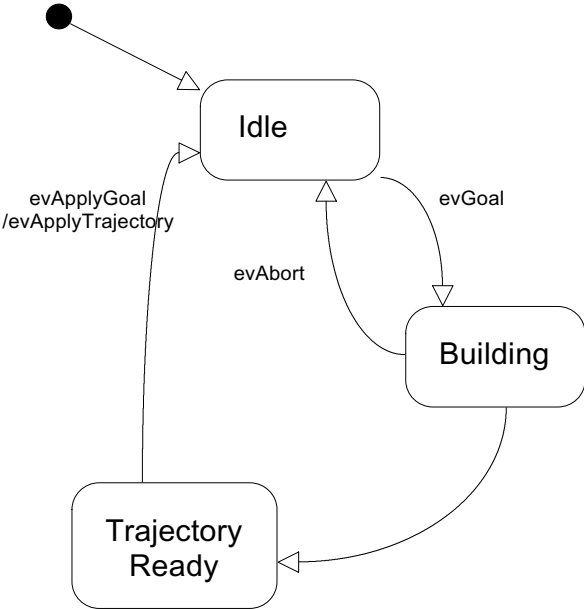 Idle
evApplyGoal
/evApplyTrajectory
evGoal
evAbort
Building
Trajectory
Ready